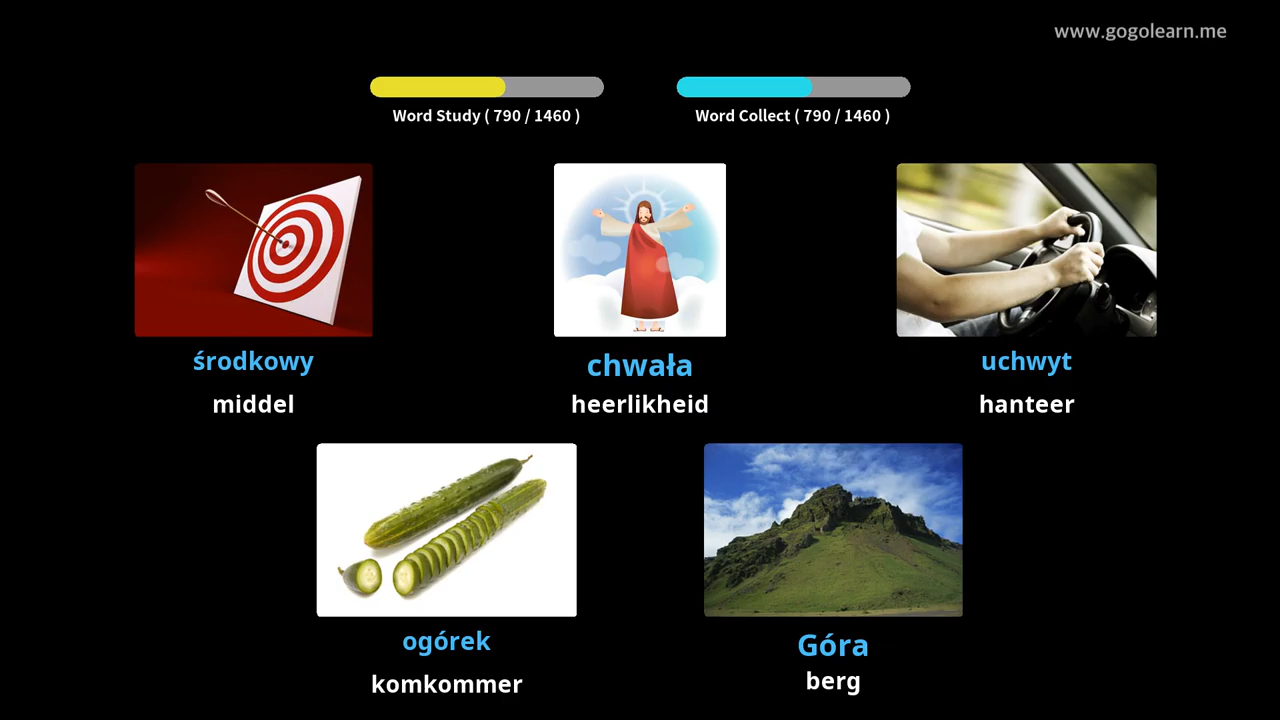 www.gogolearn.me
Word Study ( 790 / 1460 )
Word Collect ( 790 / 1460 )
środkowy
middel
chwała
heerlikheid
uchwyt
hanteer
ogórek
komkommer
Góra
berg